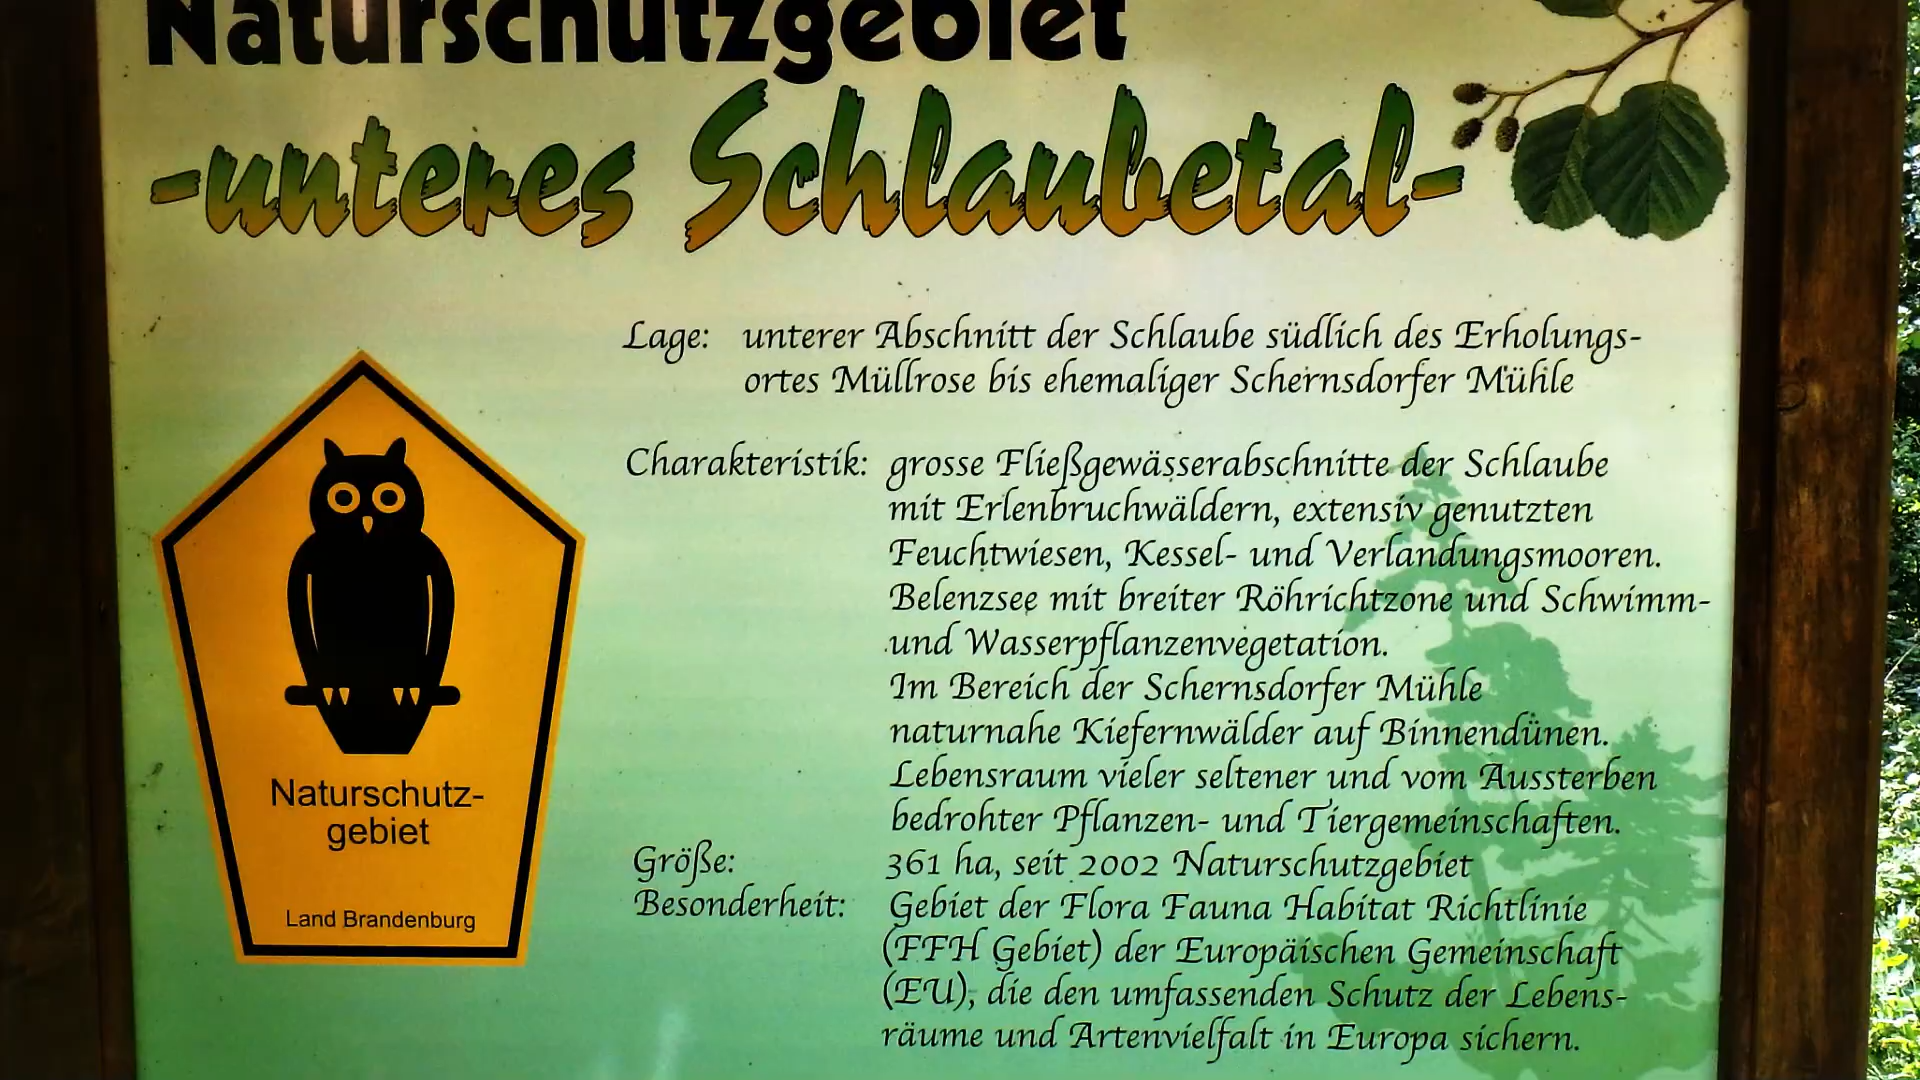 Naturschutzgebiet
-unteres Schlaubetal-
Lage: unterer Abschnitt der Schlaube südlich des Erholungs-
ortes Müllrose bis ehemaliger Schernsdorfer Mühle
Charakteristik: grosse Fließgewässerabschnitte der Schlaube
mit Erlenbruchwäldern, extensiv genutzten
Feuchtwiesen, Kessel- und Verlandungsmooren.
Belenzsee mit breiter Röhrichtzone und Schwimm-
und Wasserpflanzenvegetation.
Im Bereich der Schernsdorfer Mühle
naturnahe Kiefernwälder auf Binnendünen.
Lebensraum vieler seltener und vom Aussterben
bedrohter Pflanzen- und Tiergemeinschaften.
Größe: 361 ha, seit 2002 Naturschutzgebiet
Besonderheit: Gebiet der Flora Fauna Habitat Richtlinie
(FFH Gebiet) der Europäischen Gemeinschaft
(EU), die den umfassenden Schutz der Lebens-
räume und Artenvielfalt in Europa sichern.
Naturschutz-
gebiet
Land Brandenburg